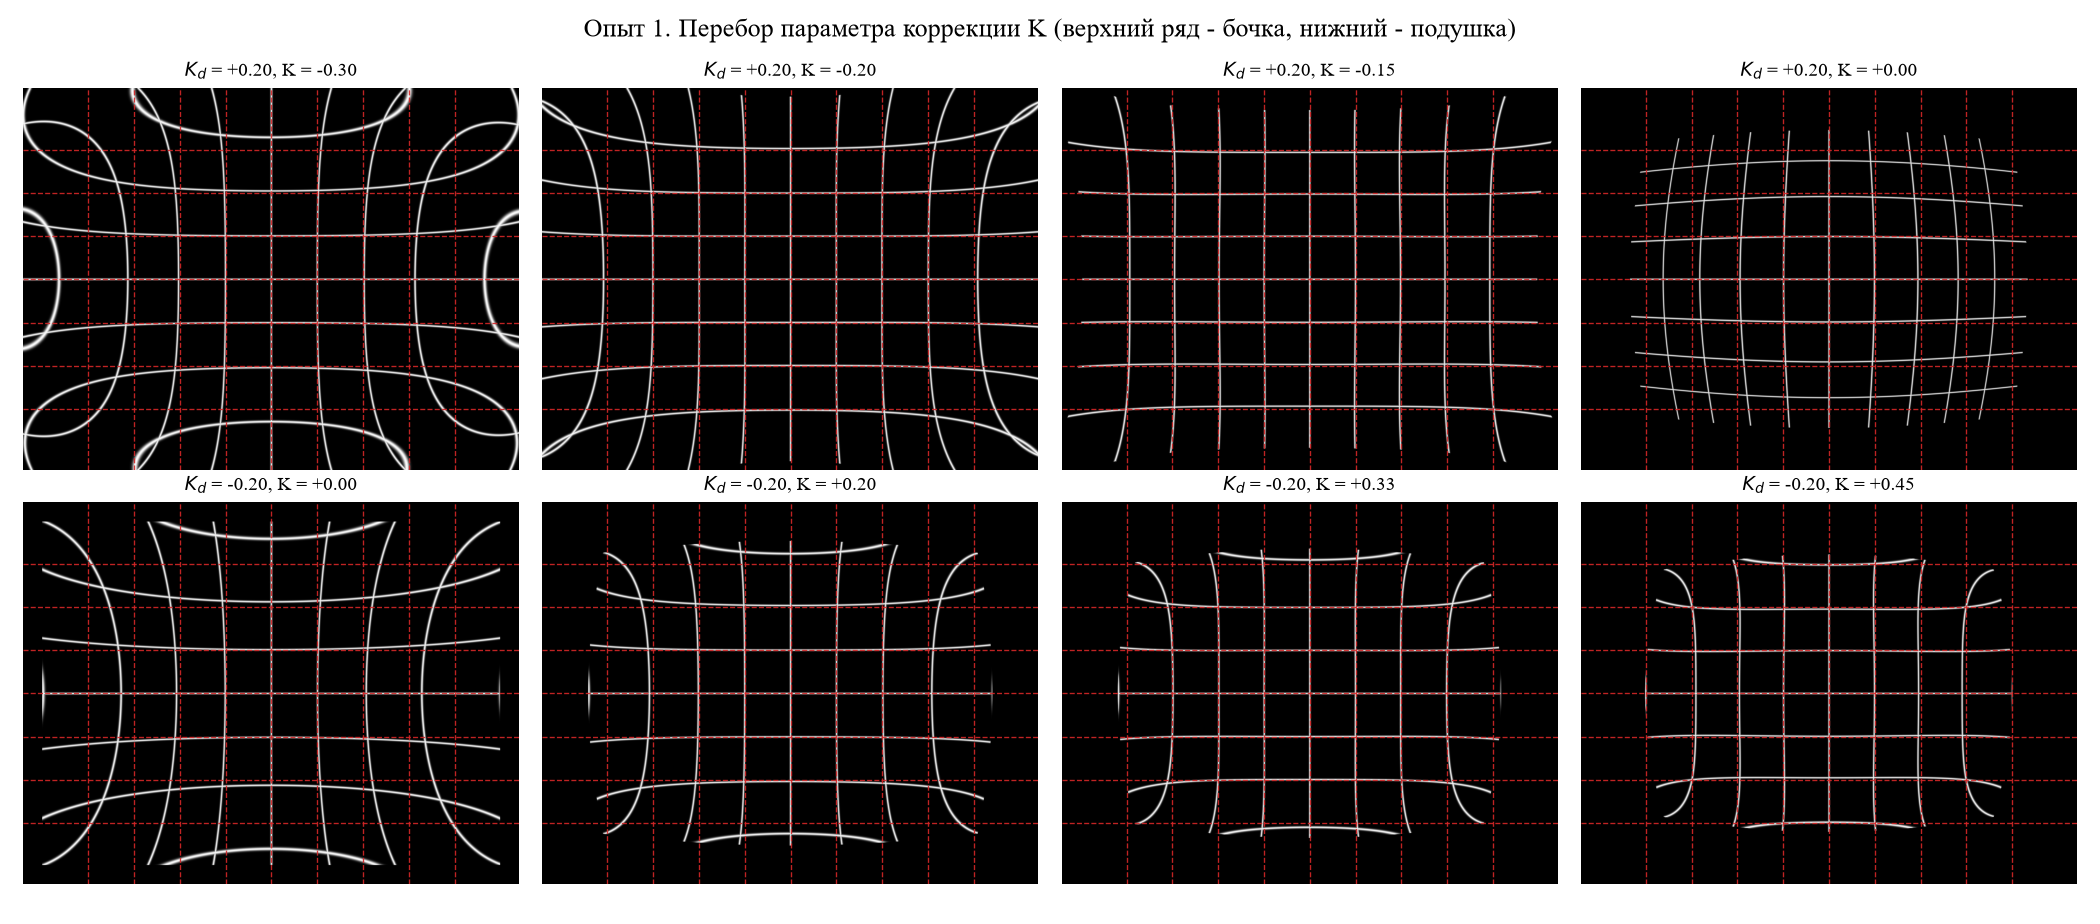 Опыт 1. Перебор параметра коррекции K (верхний ряд - бочка, нижний - подушка)
K_d = +0.20, K = -0.30
K_d = +0.20, K = -0.20
K_d = +0.20, K = -0.15
K_d = +0.20, K = +0.00
K_d = -0.20, K = +0.00
K_d = -0.20, K = +0.20
K_d = -0.20, K = +0.33
K_d = -0.20, K = +0.45